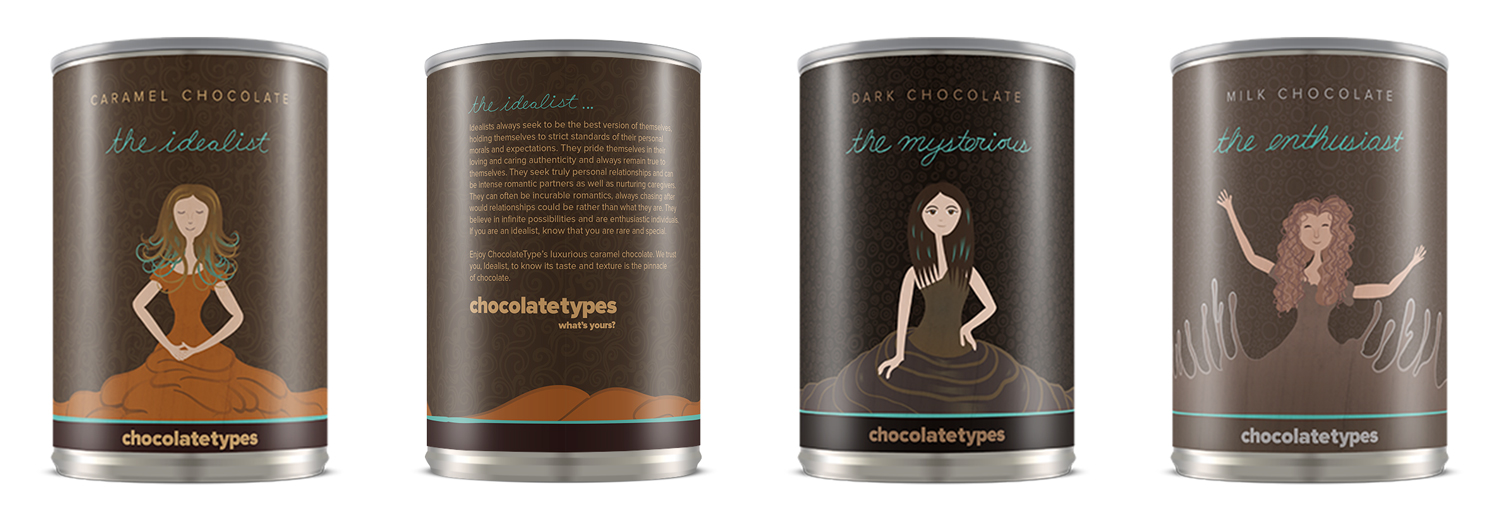 CARAMEL CHOCOLATE
the idealist
chocolatetypes
the idealist ...
Idealists always seek to be the best version of themselves,
holding themselves to strict standards of their personal
morals and expectations. They pride themselves in their
loving and caring authenticity and always remain true to
themselves. They seek truly personal relationships and can
be intense romantic partners as well as nurturing caregivers.
They can often be incurable romantics, always chasing after
would relationships could be rather than what they are. They
believe in infinite possibilities and are enthusiastic individuals.
If you are an idealist, know that you are rare and special.
Enjoy ChocolateType's luxurious caramel chocolate. We trust
you, Idealist, to know its taste and texture is the pinnacle
of chocolate.
chocolatetypes
what's yours?
DARK CHOCOLATE
the mysterious
chocolatetypes
MILK CHOCOLATE
the enthusiast
chocolatetypes